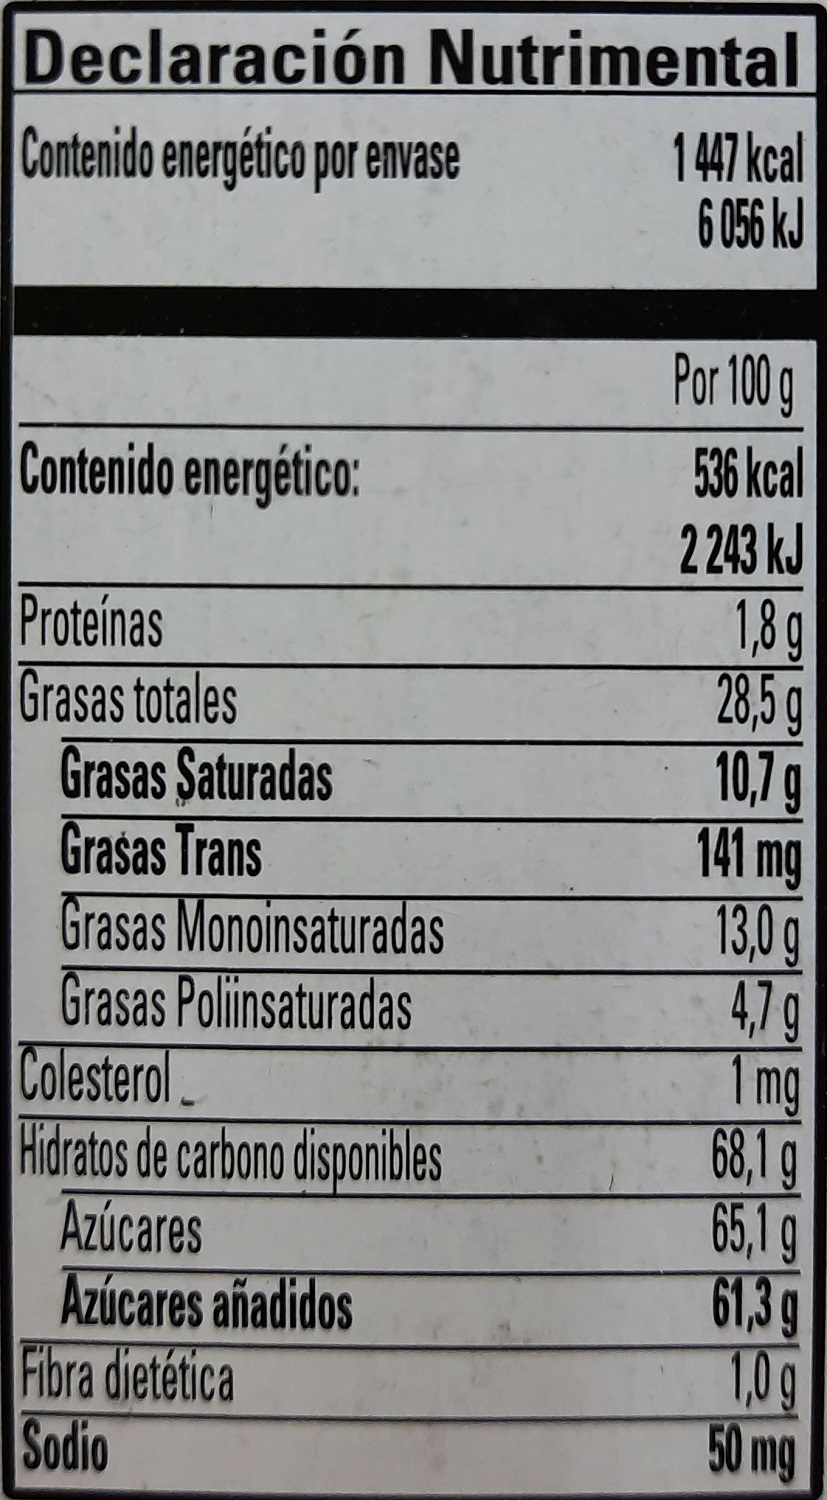 Declaración Nutrimental
Contenido energético por envase 1 447 kcal
6 056 kJ
Por 100 g
Contenido energético: 536 kcal
2 243 kJ
Proteínas 1,8 g
Grasas totales 28,5 g
Grasas Saturadas 10,7 g
Grasas Trans 141 mg
Grasas Monoinsaturadas 13,0 g
Grasas Poliinsaturadas 4,7 g
Colesterol 1 mg
Hidratos de carbono disponibles 68,1 g
Azúcares 65,1 g
Azúcares añadidos 61,3 g
Fibra dietética 1,0 g
Sodio 50 mg